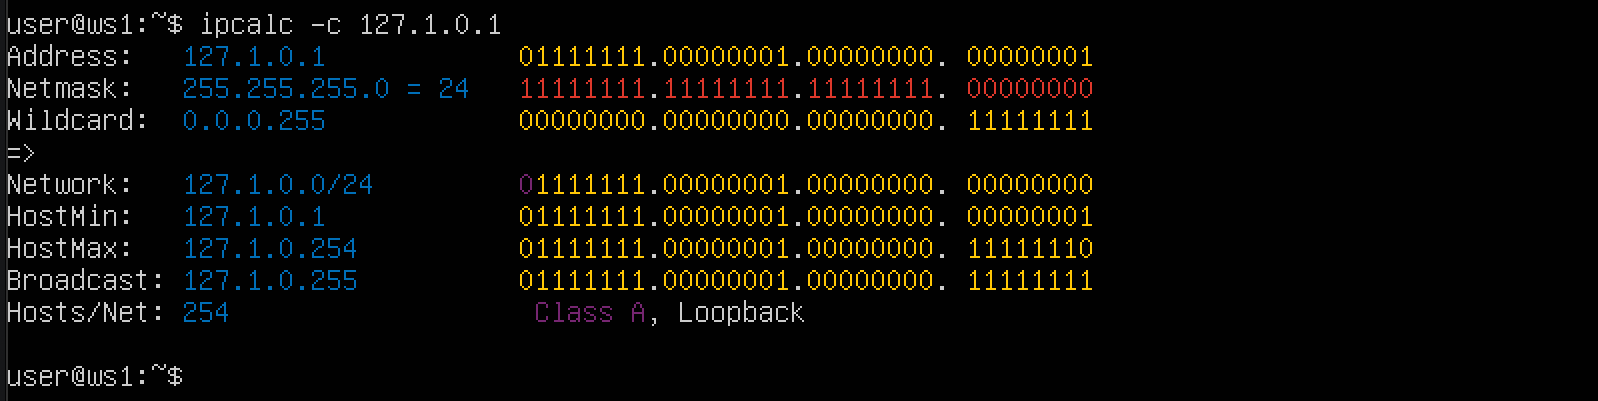 user@ws1:~$ ipcalc -c 127.1.0.1
Address:   127.1.0.1            01111111.00000001.00000000. 00000001
Netmask:   255.255.255.0 = 24   11111111.11111111.11111111. 00000000
Wildcard:  0.0.0.255            00000000.00000000.00000000. 11111111
=>
Network:   127.1.0.0/24         01111111.00000001.00000000. 00000000
HostMin:   127.1.0.1            01111111.00000001.00000000. 00000001
HostMax:   127.1.0.254          01111111.00000001.00000000. 11111110
Broadcast: 127.1.0.255          01111111.00000001.00000000. 11111111
Hosts/Net: 254                   Class A, Loopback
user@ws1:~$